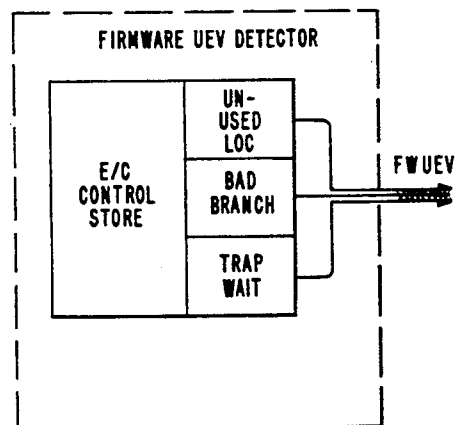 FIRMWARE UEV DETECTOR
UN-
USED
LOC
E/C
CONTROL
STORE
BAD
BRANCH
TRAP
WAIT
FWUEV